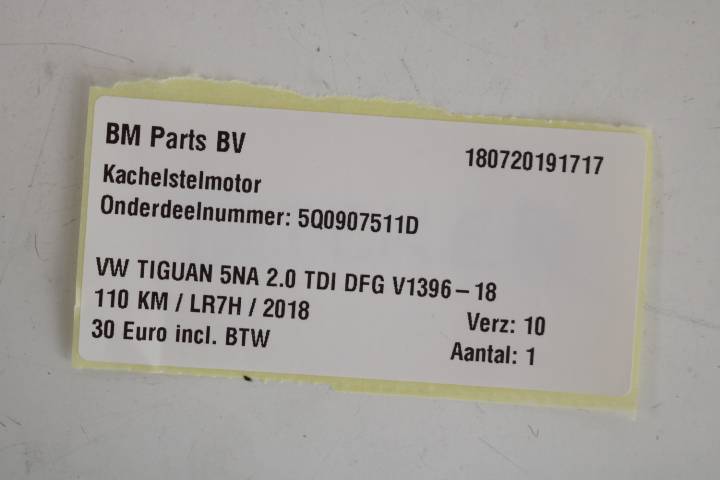 BM Parts BV
180720191717
Kachelstelmotor
Onderdeelnummer: 5Q0907511D
VW TIGUAN 5NA 2.0 TDI DFG V1396-18
110 KM / LR7H / 2018
Verz: 10
30 Euro incl. BTW
Aantal: 1